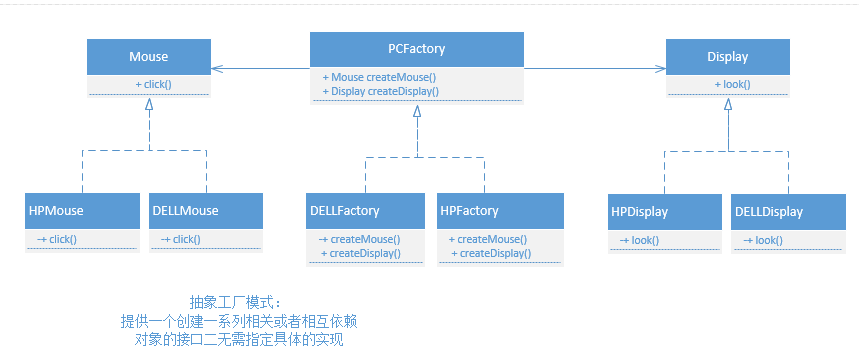 Mouse
+ click()
PCFactory
+ Mouse createMouse()
+ Display createDisplay()
Display
+ look()
HPMouse
+ click()
DELLMouse
+ click()
DELLFactory
+ createMouse()
+ createDisplay()
HPFactory
+ createMouse()
+ createDisplay()
HPDisplay
+ look()
DELLDisplay
+ look()
抽象工厂模式：
提供一个创建一系列相关或者相互依赖
对象的接口二无需指定具体的实现